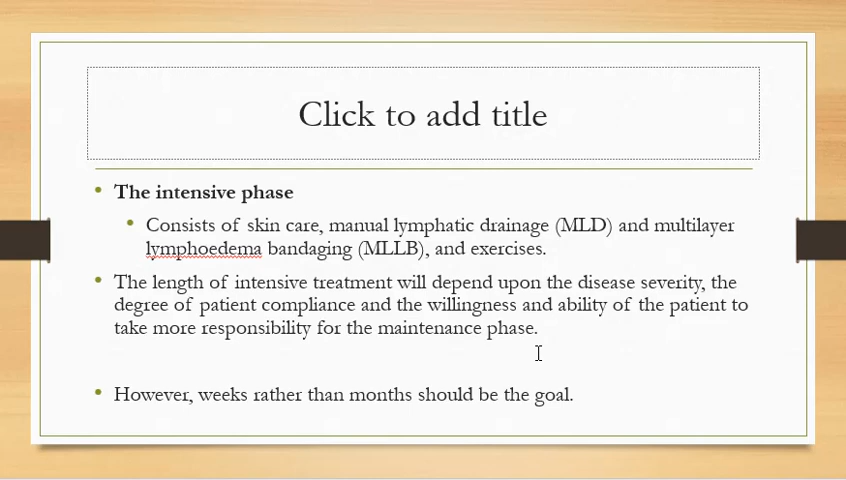 Click to add title
The intensive phase
Consists of skin care, manual lymphatic drainage (MLD) and multilayer
lymphoedema bandaging (MLLB), and exercises.
The length of intensive treatment will depend upon the disease severity, the
degree of patient compliance and the willingness and ability of the patient to
take more responsibility for the maintenance phase.
However, weeks rather than months should be the goal.